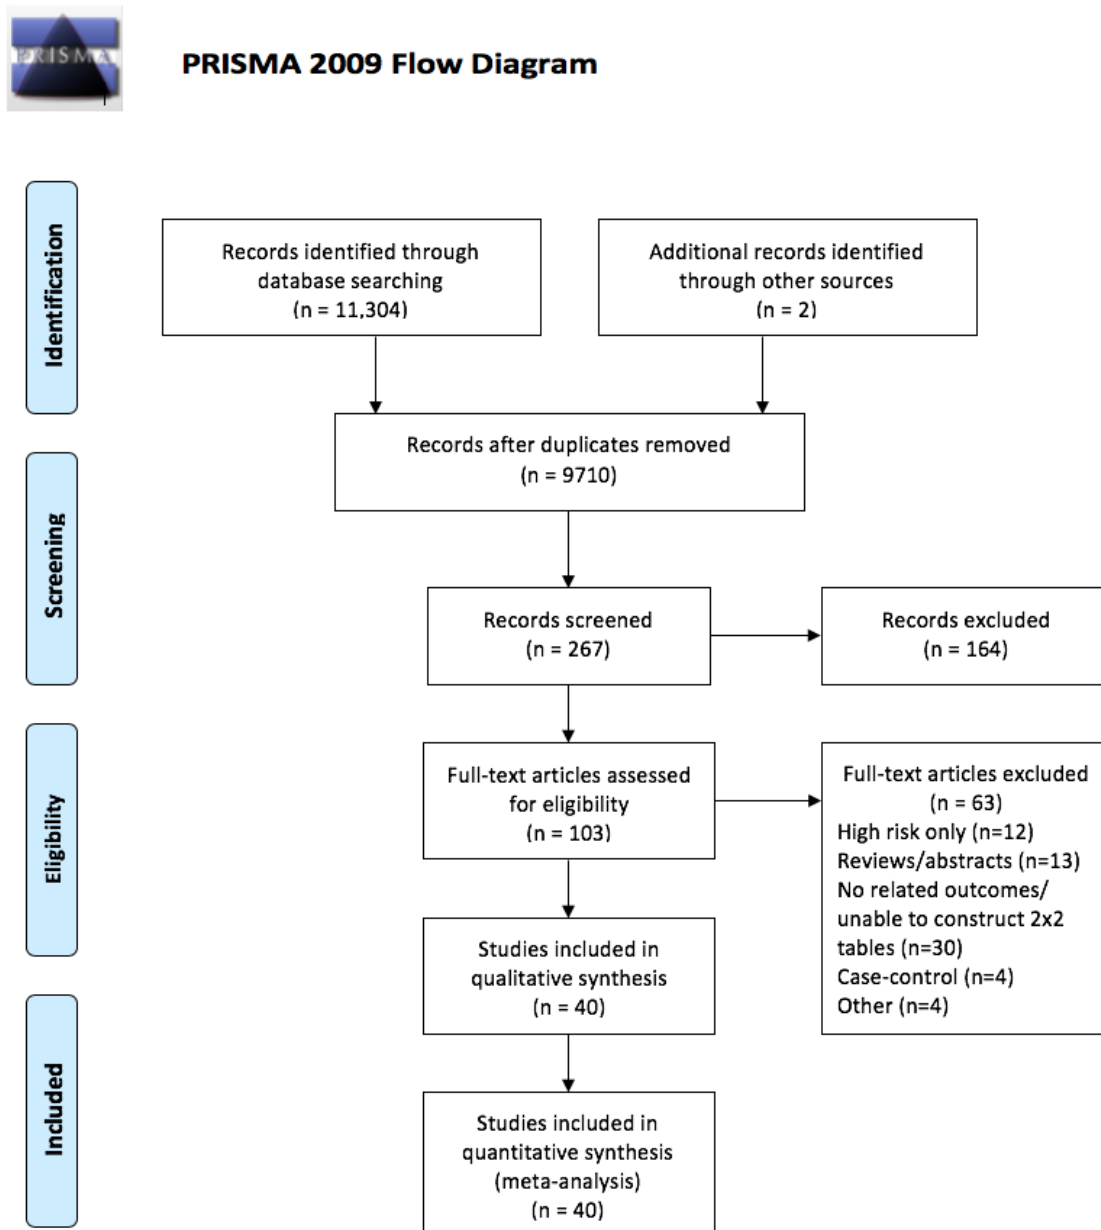 PRISMA
PRISMA 2009 Flow Diagram
Identification
Records identified through
database searching
(n = 11,304)
Additional records identified
through other sources
(n = 2)
Screening
Records after duplicates removed
(n = 9710)
Records screened
(n = 267)
Records excluded
(n = 164)
Eligibility
Full-text articles assessed
for eligibility
(n = 103)
Full-text articles excluded
(n = 63)
High risk only (n=12)
Reviews/abstracts (n=13)
No related outcomes/
unable to construct 2x2
tables (n=30)
Case-control (n=4)
Other (n=4)
Studies included in
qualitative synthesis
(n = 40)
Included
Studies included in
quantitative synthesis
(meta-analysis)
(n = 40)